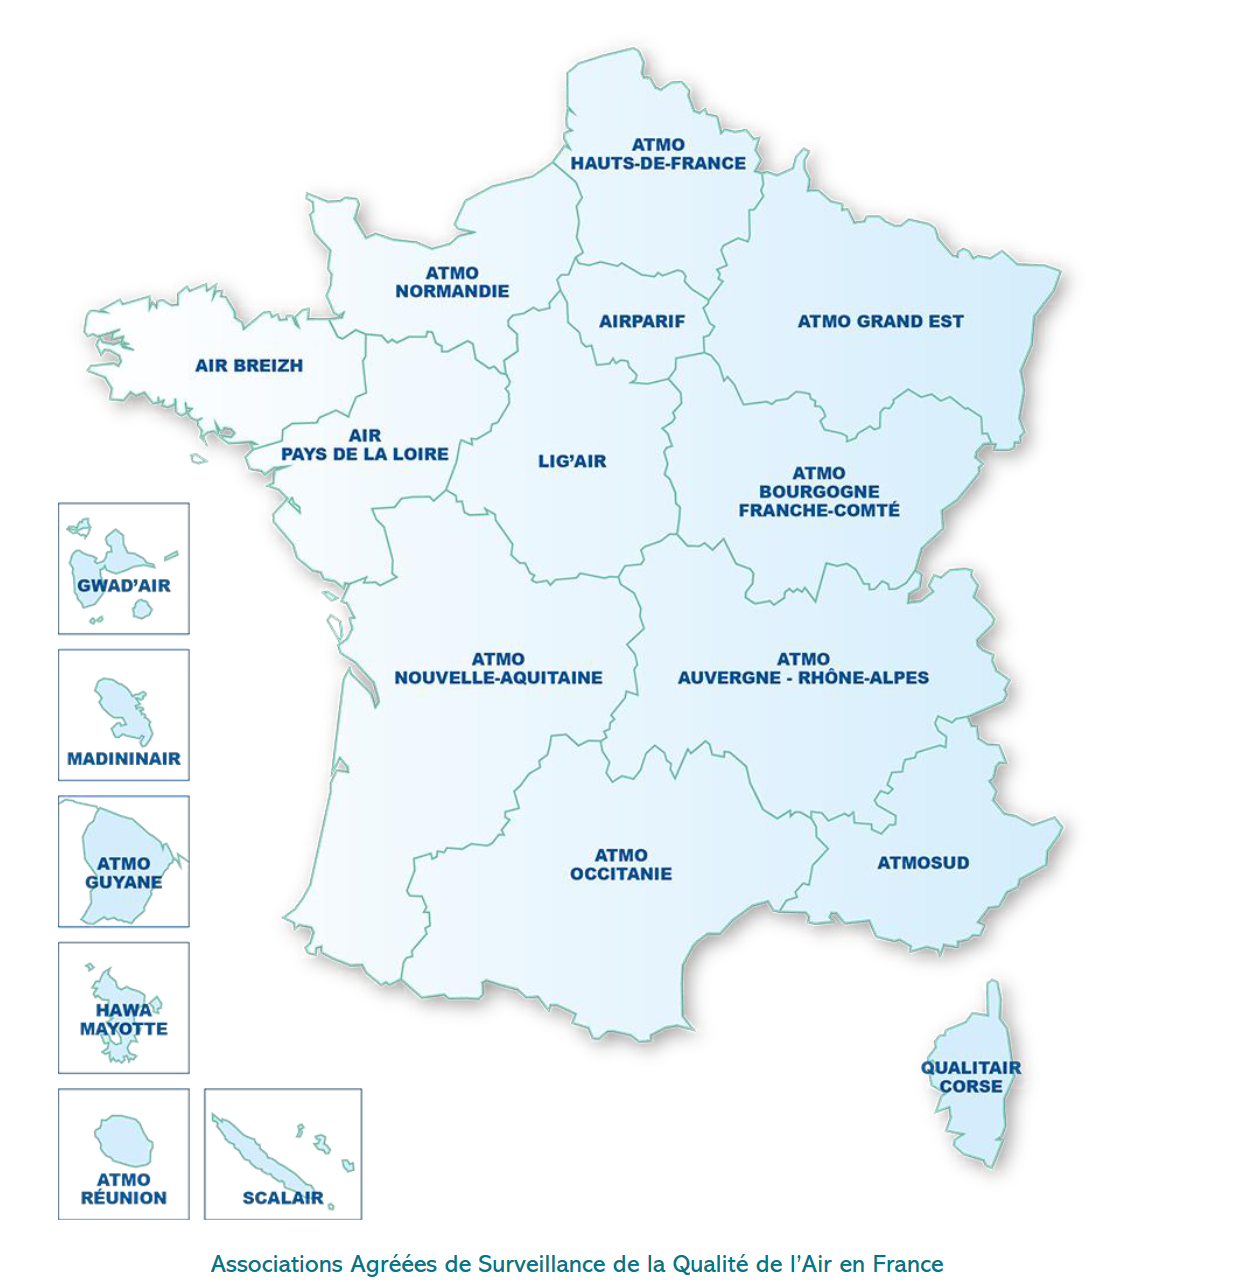 ATMO
HAUTS-DE-FRANCE
ATMO
NORMANDIE
AIRPARIF
ATMO GRAND EST
AIR BREIZH
AIR
PAYS DE LA LOIRE
LIG'AIR
ATMO
BOURGOGNE
FRANCHE-COMTÉ
GWAD'AIR
ATMO
NOUVELLE-AQUITAINE
ATMO
AUVERGNE - RHÔNE-ALPES
MADININAIR
ATMO
GUYANE
ATMO
OCCITANIE
ATMOSUD
HAWA
MAYOTTE
QUALITAIR
CORSE
ATMO
RÉUNION
SCALAIR
Associations Agréées de Surveillance de la Qualité de l'Air en France